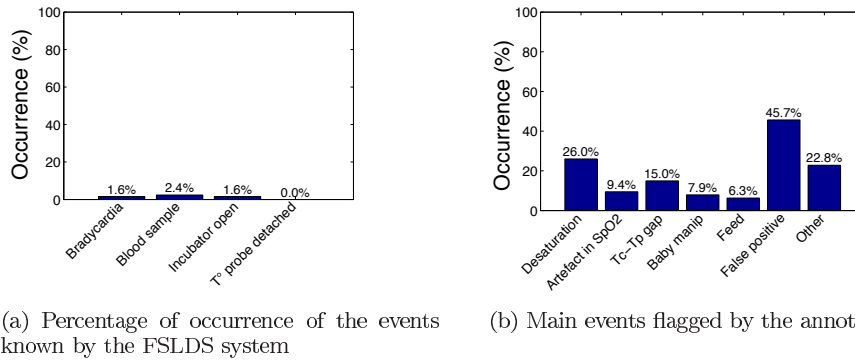 100
80
60
40
20
0
Occurrence (%)
1.6%
2.4%
1.6%
0.0%
Bradycardia
Blood sample
Incubator open
T° probe detached
(a) Percentage of occurrence of the events
known by the FSLDS system
100
80
60
40
20
0
Occurrence (%)
26.0%
9.4%
15.0%
7.9%
6.3%
45.7%
22.8%
Desaturation
Artefact in SpO2
Tc−Tp gap
Baby manip
Feed
False positive
Other
(b) Main events flagged by the annot